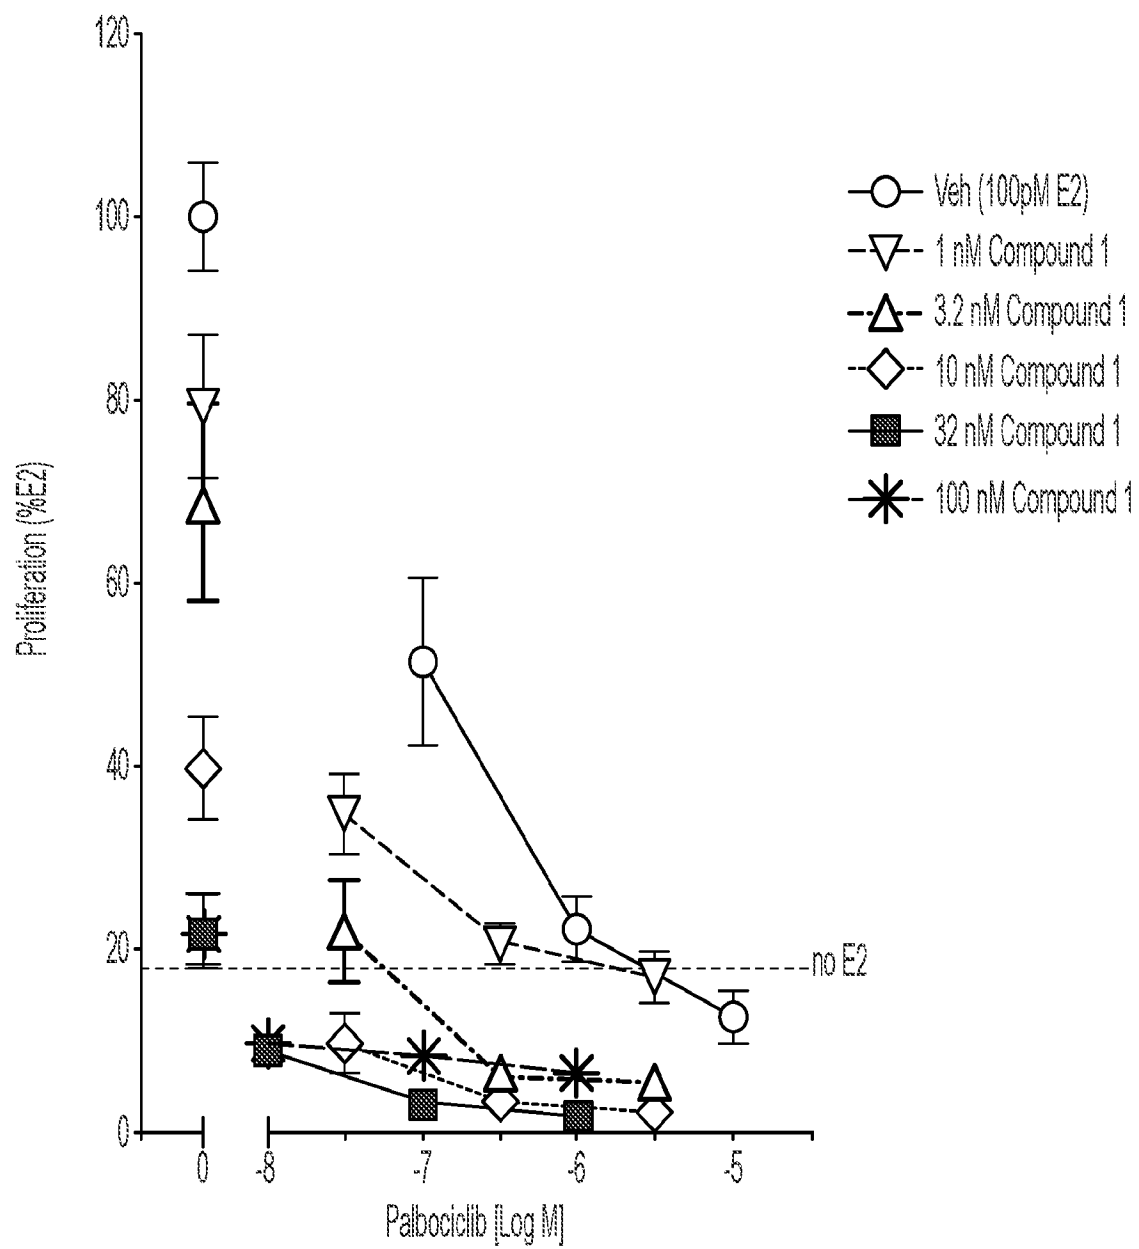 120
100
80
60
40
20
0
Proliferation (%E2)
Veh (100pM E2)
1 nM Compound 1
3.2 nM Compound 1
10 nM Compound 1
32 nM Compound 1
100 nM Compound 1
no E2
0 -8 -7 -6 -5
Palbociclib [Log M]